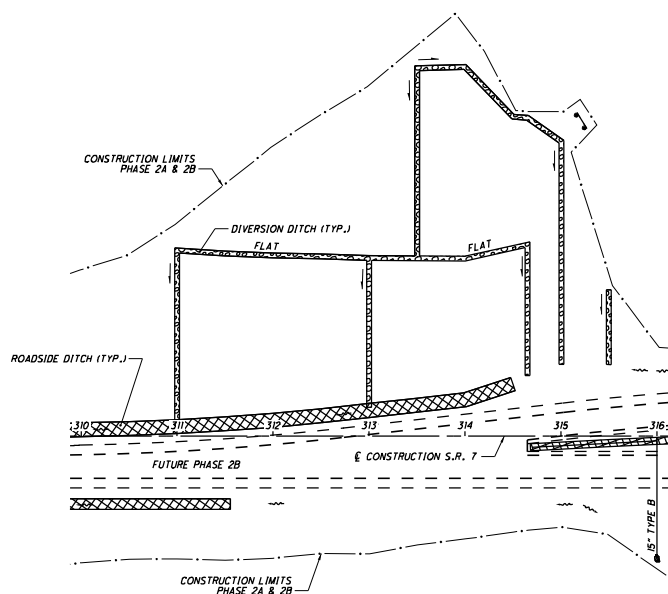 CONSTRUCTION LIMITS
PHASE 2A & 2B
DIVERSION DITCH (TYP.)
FLAT
FLAT
ROADSIDE DITCH (TYP.)
310
311
312
313
314
315
316
℄ CONSTRUCTION S.R. 7
FUTURE PHASE 2B
15" TYPE B
CONSTRUCTION LIMITS
PHASE 2A & 2B